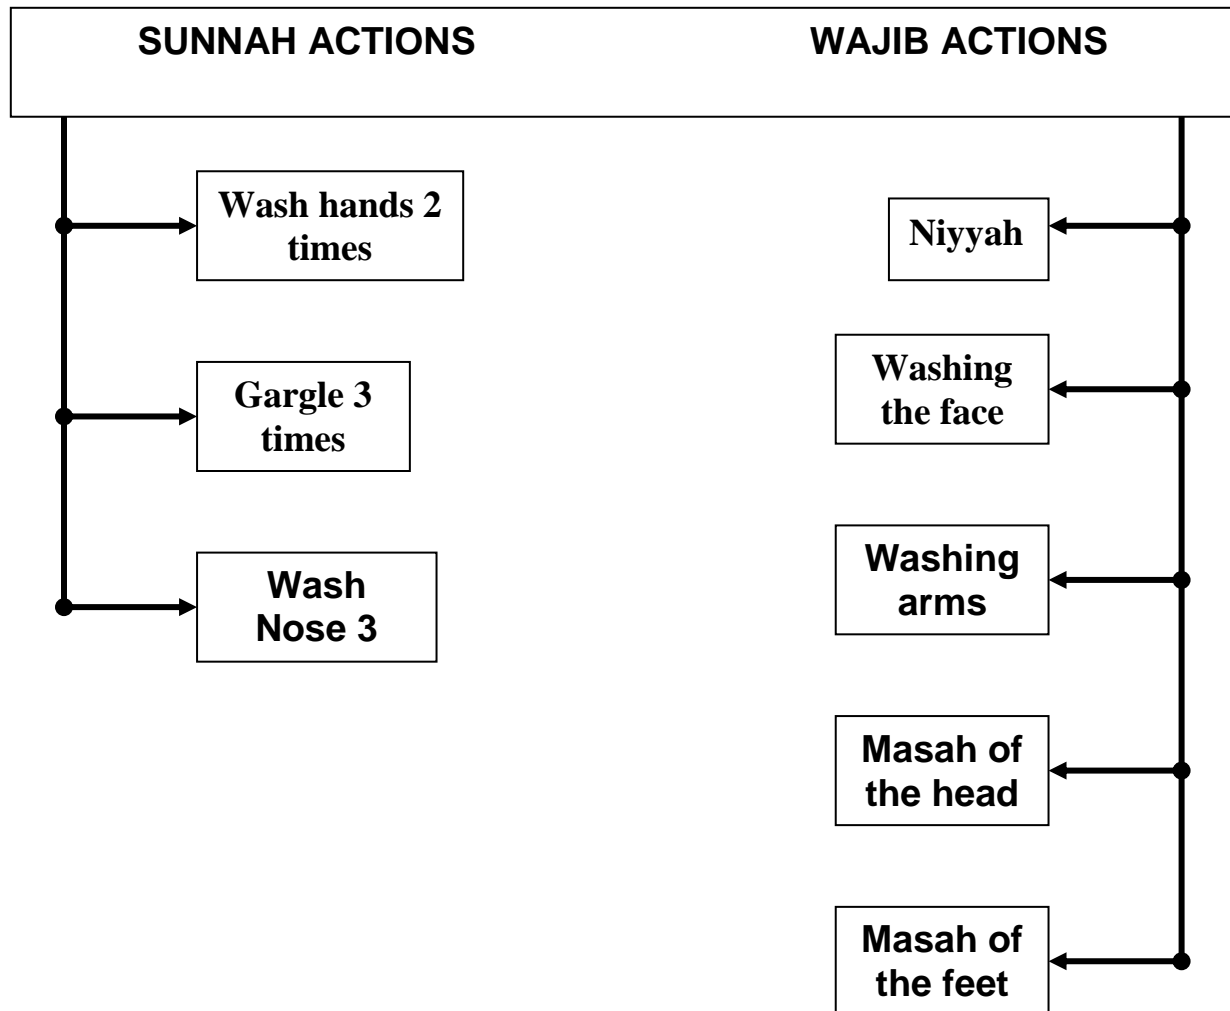 SUNNAH ACTIONS
WAJIB ACTIONS
Wash hands 2
times
Gargle 3
times
Wash
Nose 3
Niyyah
Washing
the face
Washing
arms
Masah of
the head
Masah of
the feet